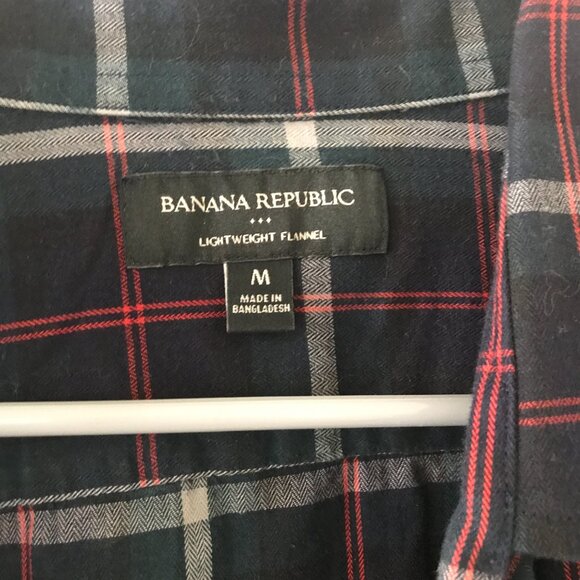 BANANA REPUBLIC
LIGHTWEIGHT FLANNEL
M
MADE IN
BANGLADESH